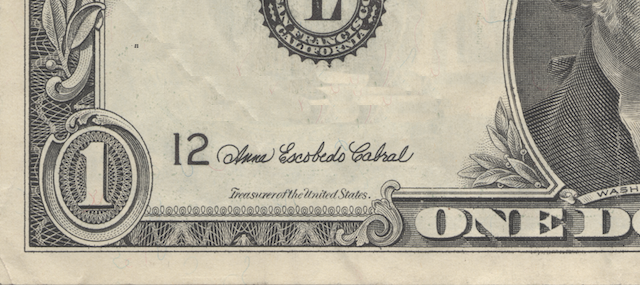 L
SAN FRANCISCO
CALIFORNIA
12 Anna Escobedo Cabral
Treasurer of the United States.
1
WASH
ONE DO